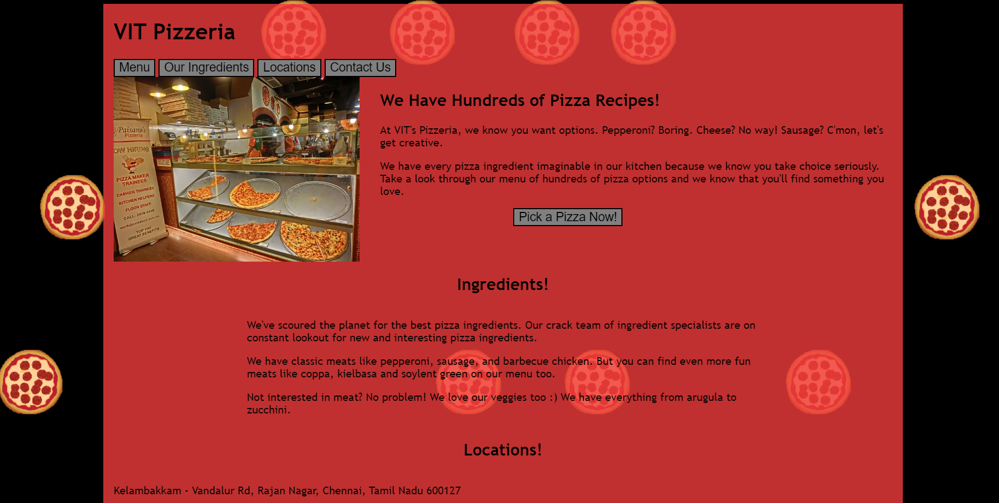 VIT Pizzeria
Menu
Our Ingredients
Locations
Contact Us
Paisano's
Pizzeria
OW HIRING
PIZZA MAKER
TRAINEES
CASHIER TRAINEES
KITCHEN HELPERS
FLOOR STAFF
TOP PAY
GREAT BENEFITS
We Have Hundreds of Pizza Recipes!
At VIT's Pizzeria, we know you want options. Pepperoni? Boring. Cheese? No way! Sausage? C'mon, let's
get creative.
We have every pizza ingredient imaginable in our kitchen because we know you take choice seriously.
Take a look through our menu of hundreds of pizza options and we know that you'll find something you
love.
Pick a Pizza Now!
Ingredients!
We've scoured the planet for the best pizza ingredients. Our crack team of ingredient specialists are on
constant lookout for new and interesting pizza ingredients.
We have classic meats like pepperoni, sausage, and barbecue chicken. But you can find even more fun
meats like coppa, kielbasa and soylent green on our menu too.
Not interested in meat? No problem! We love our veggies too :) We have everything from arugula to
zucchini.
Locations!
Kelambakkam - Vandalur Rd, Rajan Nagar, Chennai, Tamil Nadu 600127